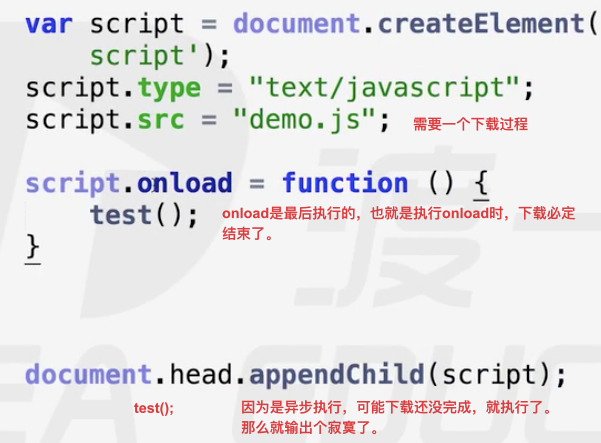 var script = document.createElement(
script');
script.type = "text/javascript";
script.src = "demo.js"; 需要一个下载过程
script.onload = function () {
test(); onload是最后执行的，也就是执行onload时，下载必定
结束了。
}
document.head.appendChild(script);
test(); 因为是异步执行，可能下载还没完成，就执行了。
那么就输出个寂寞了。